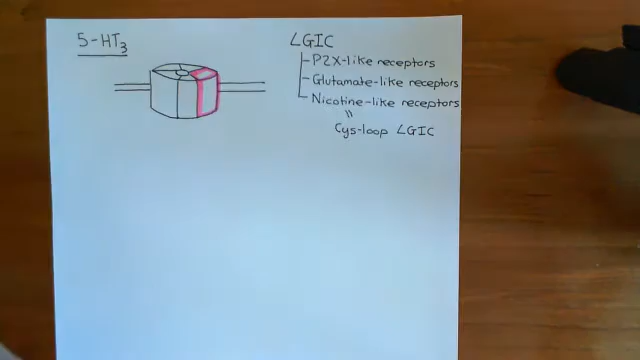 5-HT₃
LGIC
P2X-like receptors
Glutamate-like receptors
Nicotine-like receptors
Cys-loop LGIC